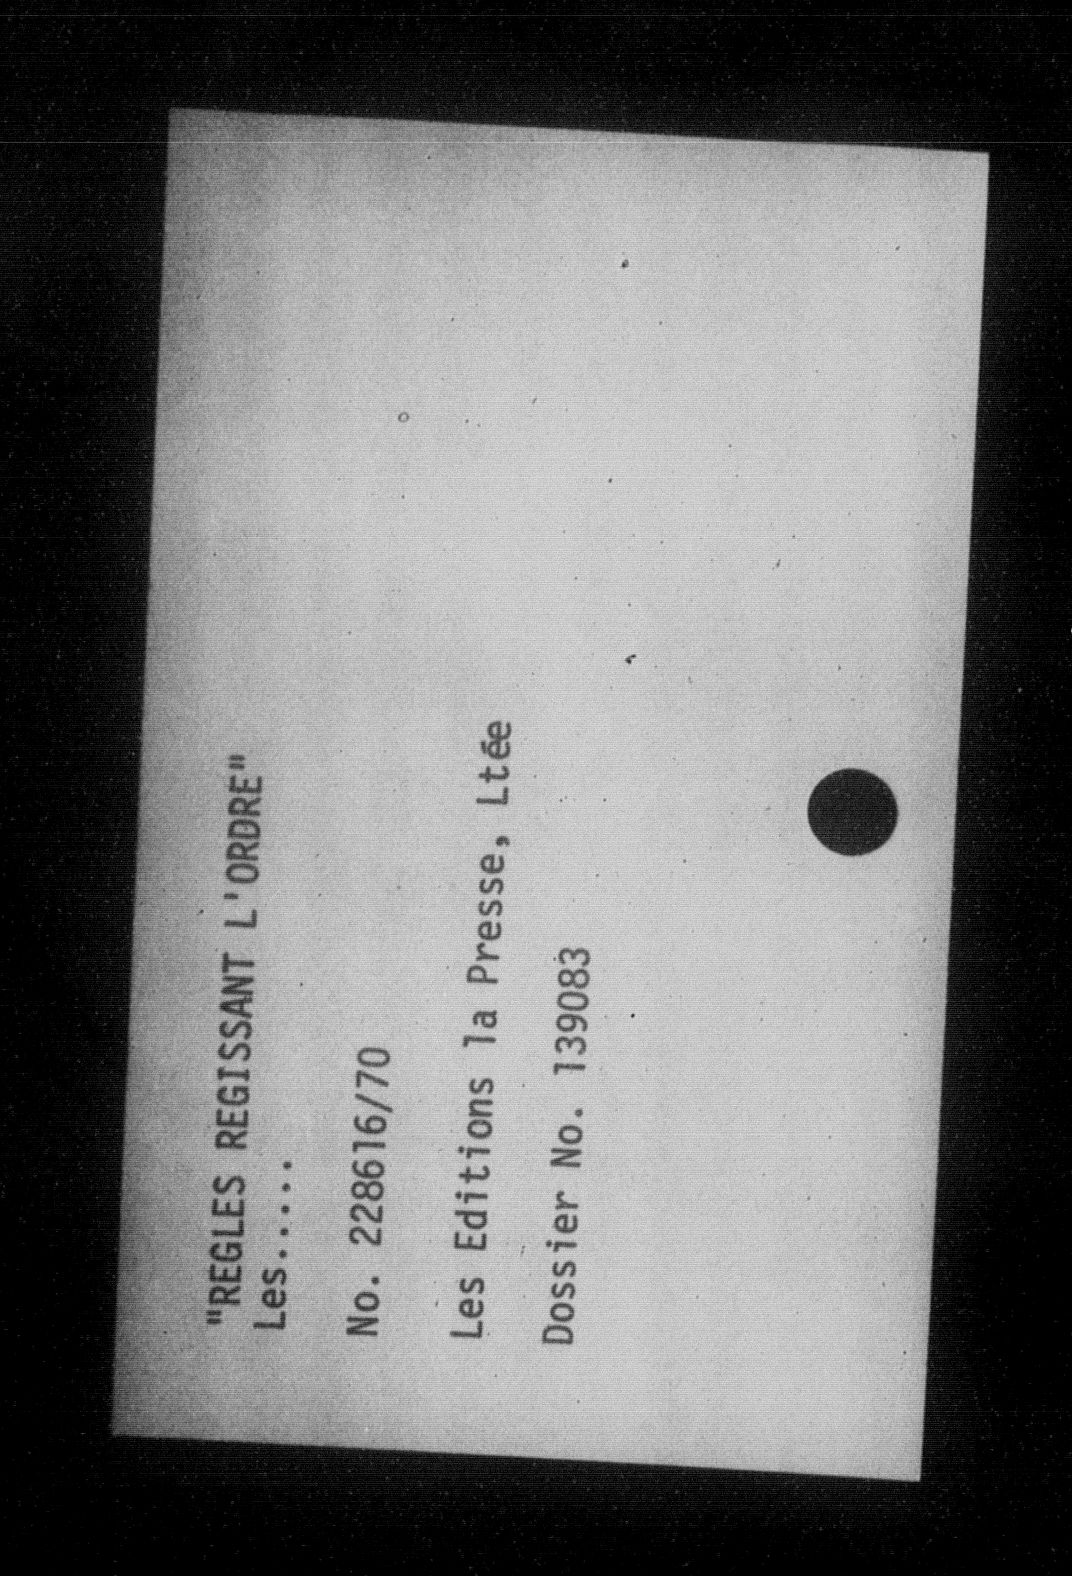 "REGLES REGISSANT L'ORDRE"
Les.....
No. 228616/70
Les Editions la Presse, Ltée
Dossier No. 139083